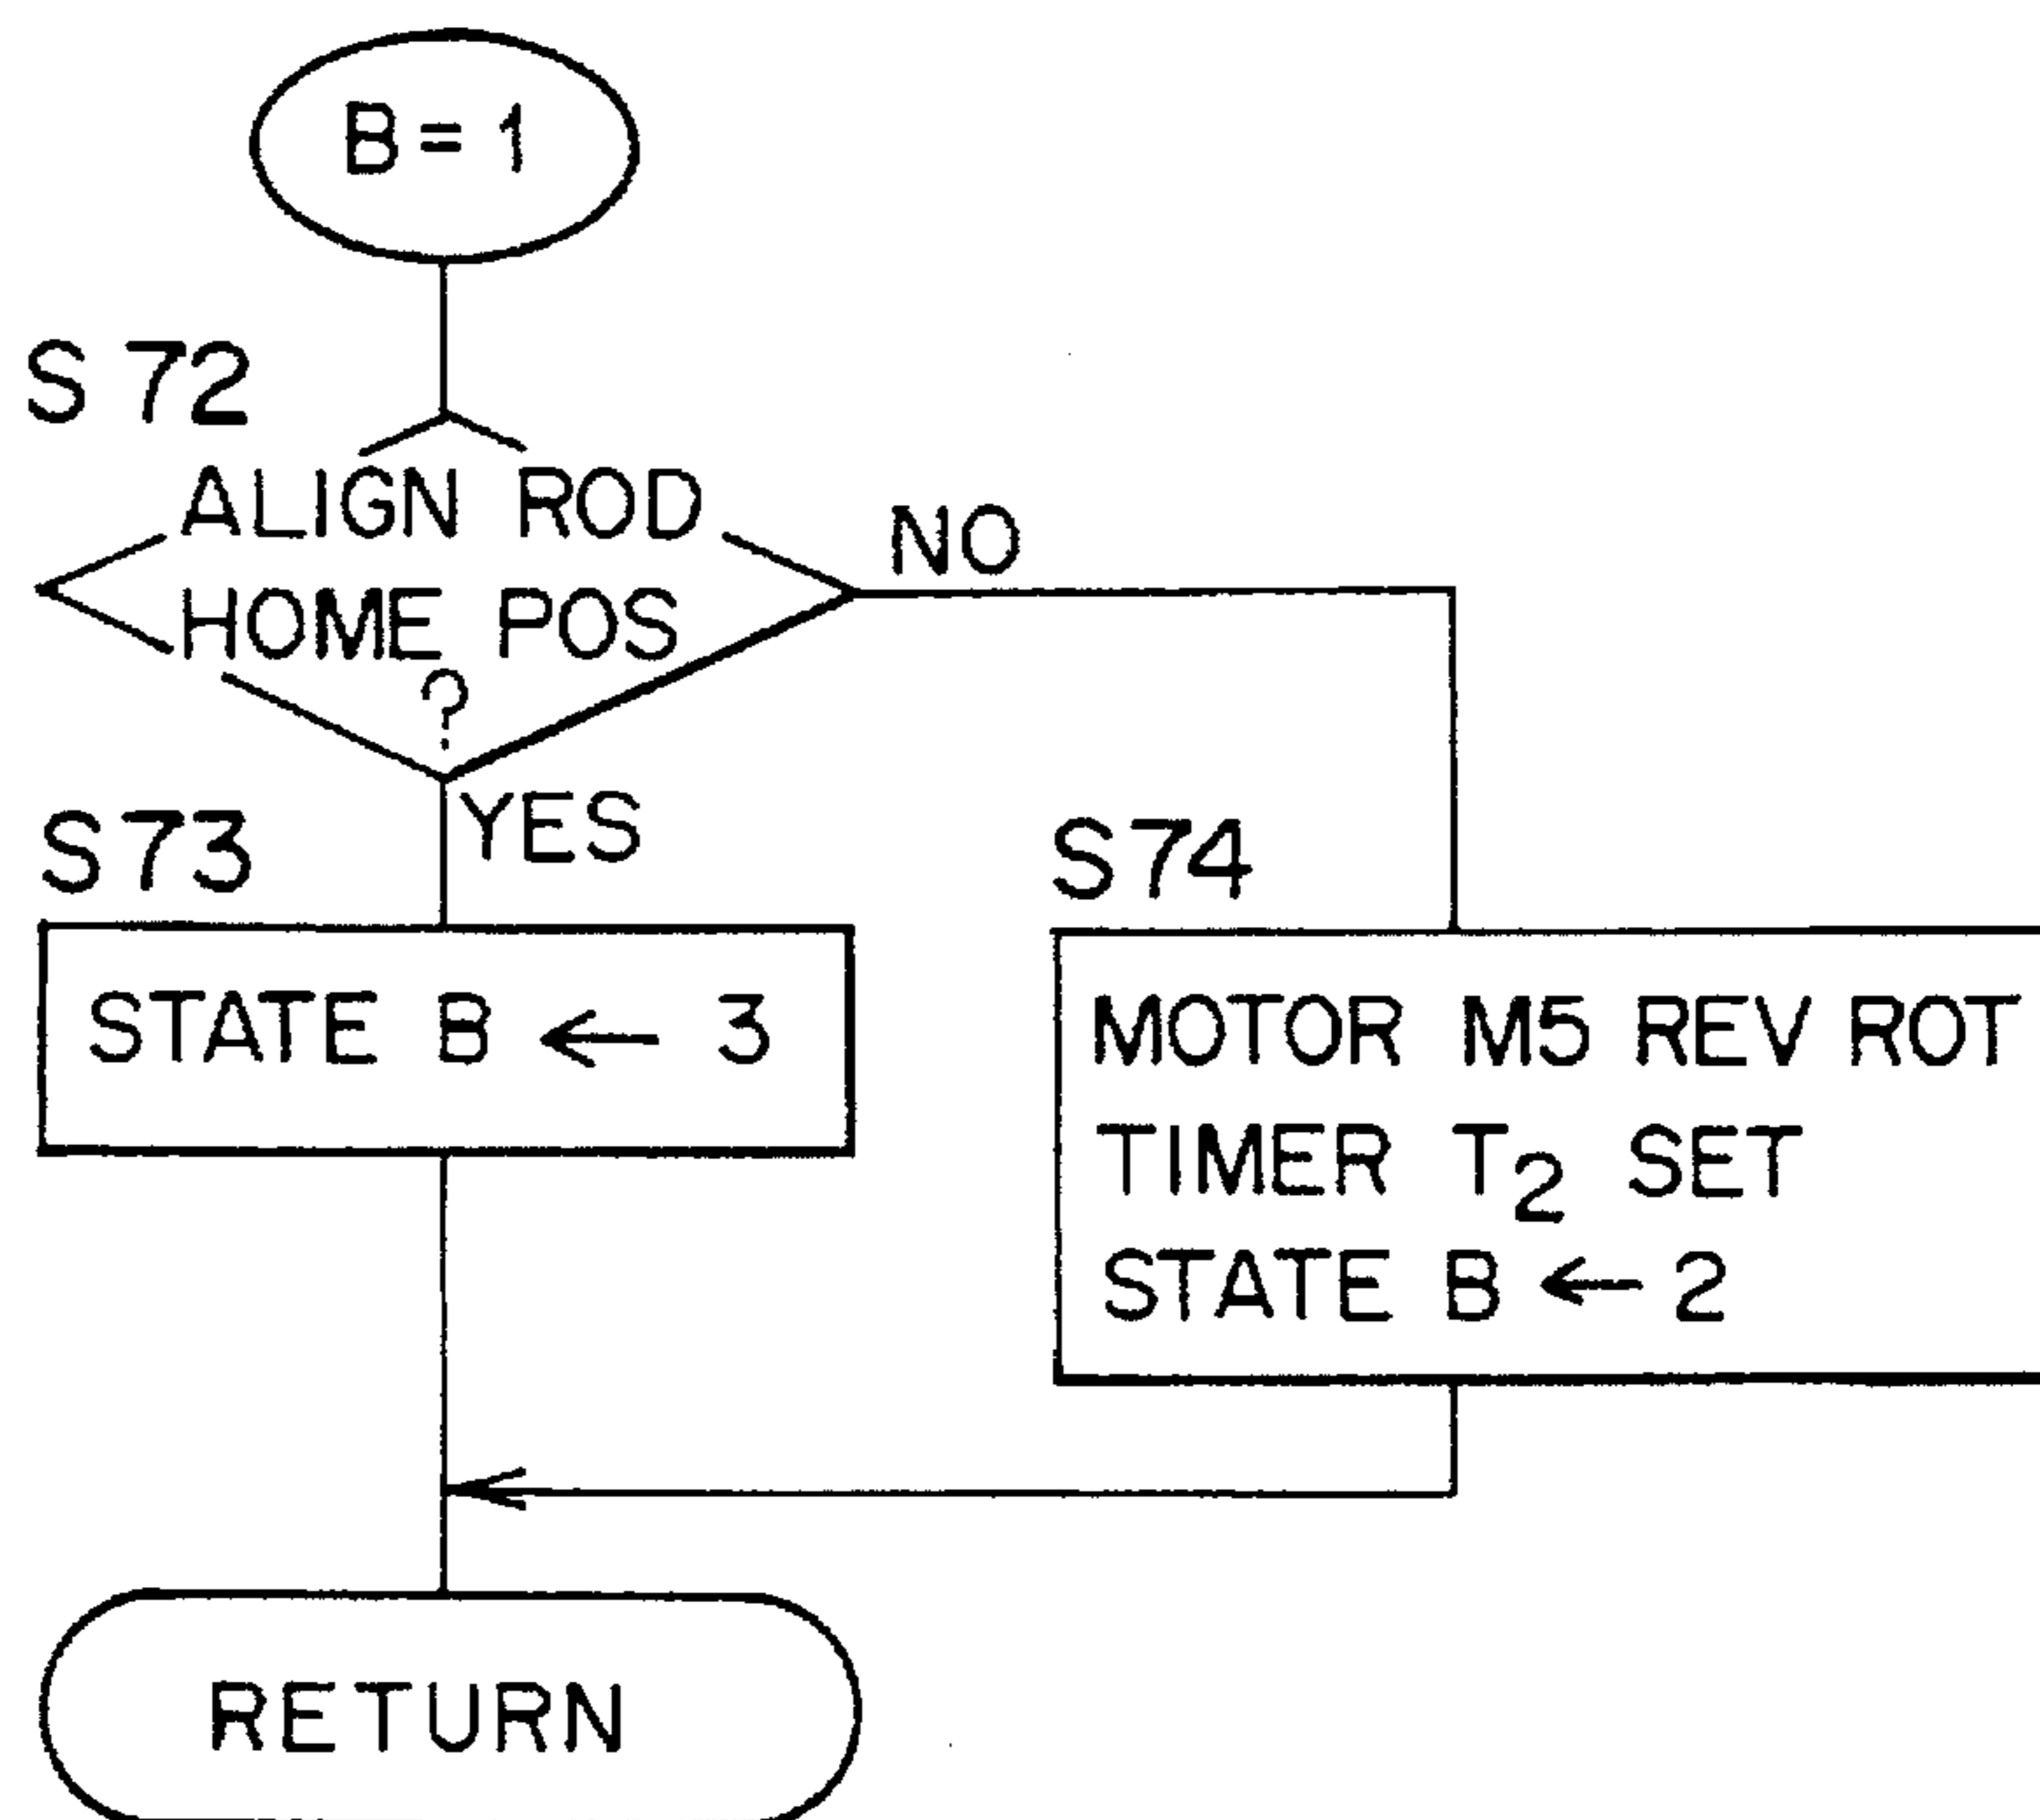 B=1
S72
ALIGN ROD
HOME POS
?
NO
YES
S73
STATE B ← 3
S74
MOTOR M5 REV ROT
TIMER T₂ SET
STATE B ← 2
RETURN